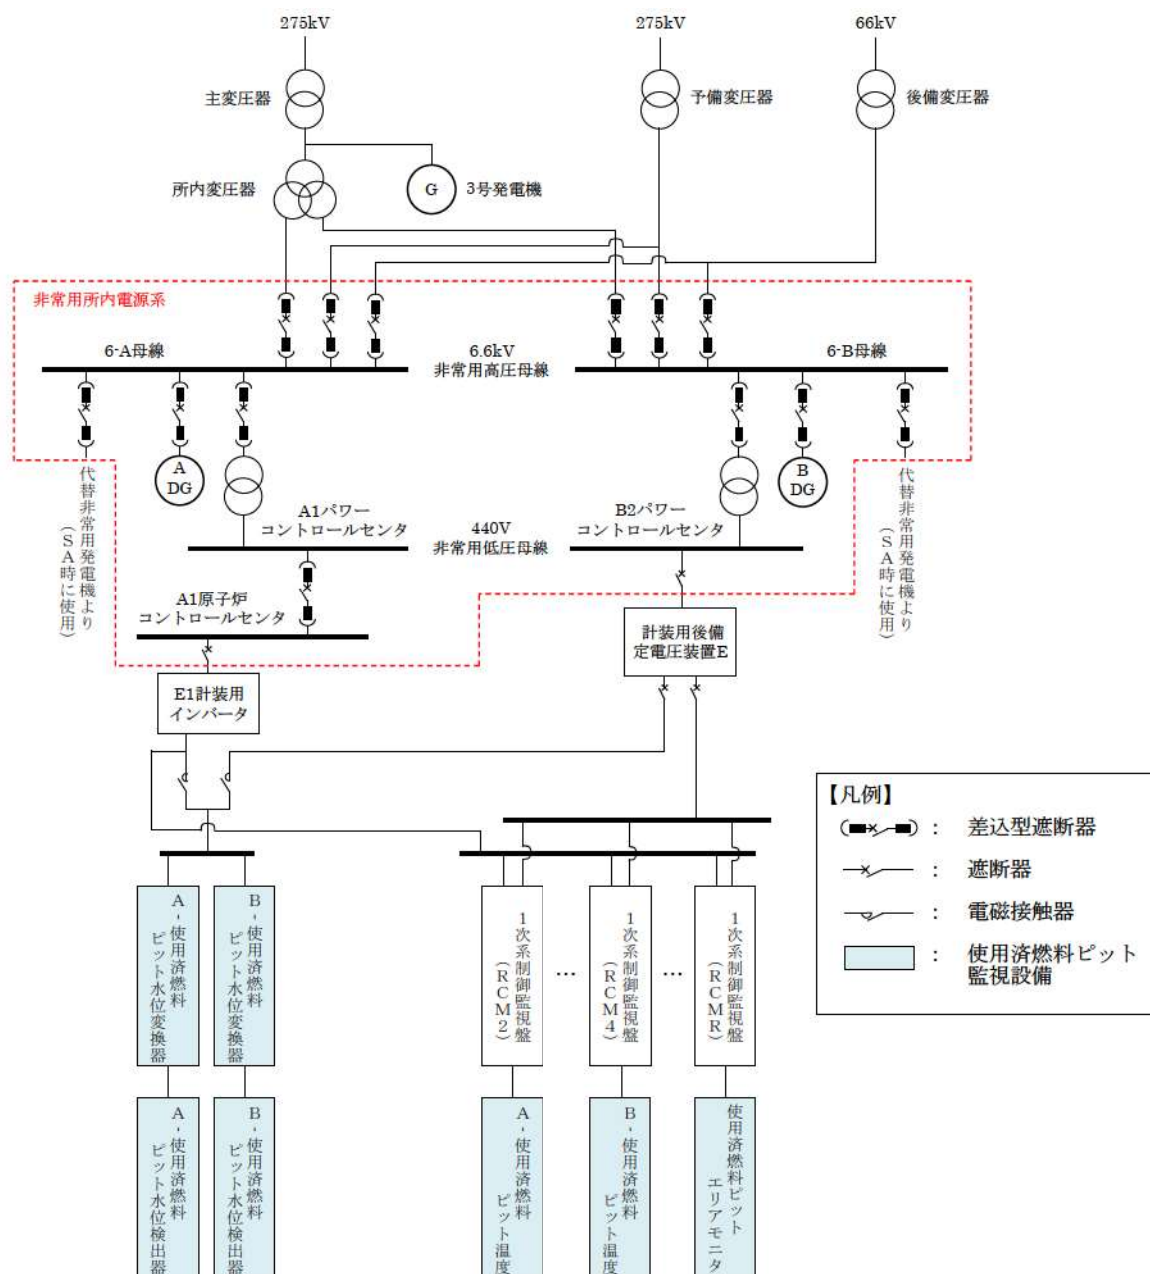 275kV
275kV
66kV
主変圧器
予備変圧器
後備変圧器
所内変圧器
G
3号発電機
非常用所内電源系
6-A母線
6.6kV
非常用高圧母線
6-B母線
A
DG
B
DG
代替非常用発電機より
(SA時に使用)
A1パワー
コントロールセンタ
440V
非常用低圧母線
B2パワー
コントロールセンタ
代替非常用発電機より
(SA時に使用)
A1原子炉
コントロールセンタ
計装用後備
定電圧装置E
E1計装用
インバータ
【凡例】
: 差込型遮断器
: 遮断器
: 電磁接触器
: 使用済燃料ピット
監視設備
A-使用済燃料
ピット水位変換器
B-使用済燃料
ピット水位変換器
1次系制御監視盤
(RCM2)
…
1次系制御監視盤
(RCM4)
…
1次系制御監視盤
(RCMR)
A-使用済燃料
ピット水位検出器
B-使用済燃料
ピット水位検出器
A-使用済燃料
ピット温度
B-使用済燃料
ピット温度
使用済燃料ピット
エリアモニタ